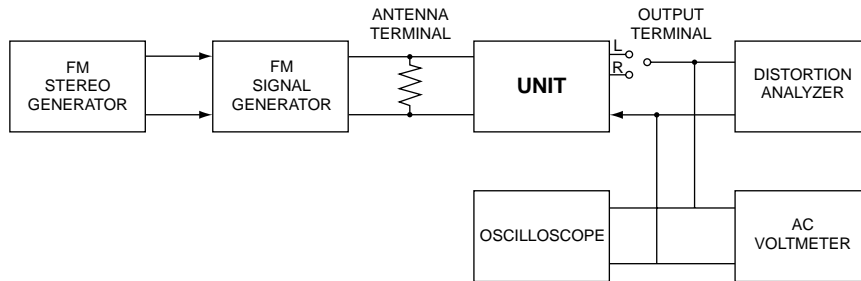 ANTENNA
TERMINAL
OUTPUT
TERMINAL
FM
STEREO
GENERATOR
FM
SIGNAL
GENERATOR
UNIT
L
R
DISTORTION
ANALYZER
OSCILLOSCOPE
AC
VOLTMETER